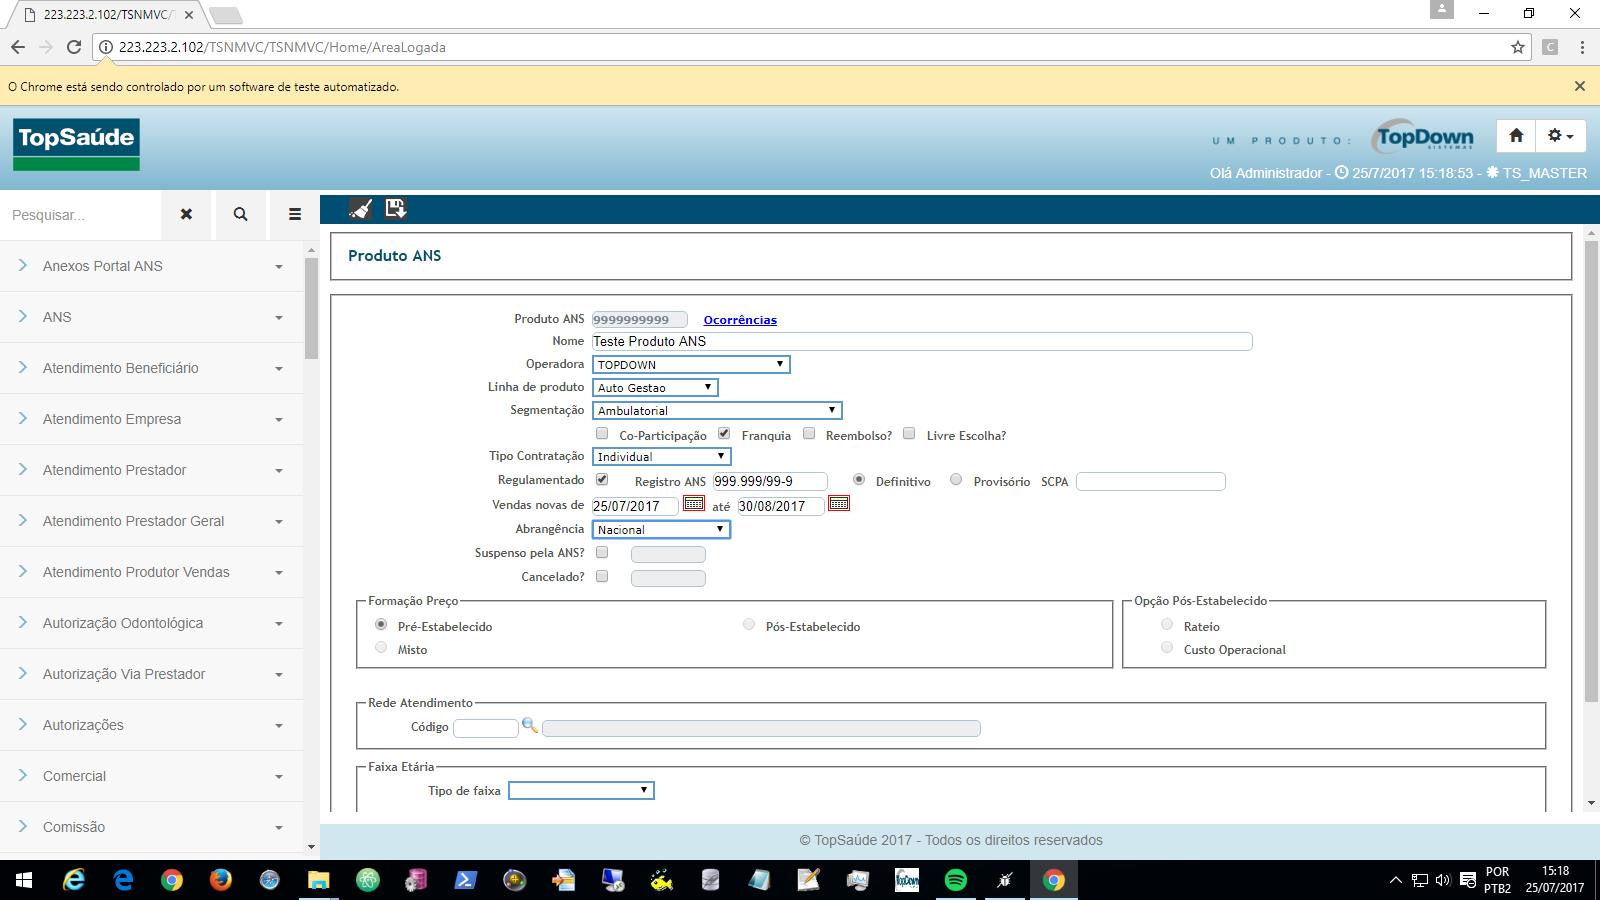 223.223.2.102/TSNMVC/T
223.223.2.102/TSNMVC/TSNMVC/Home/AreaLogada
C
O Chrome está sendo controlado por um software de teste automatizado.
TopSaúde
UM PRODUTO:
TopDown
SISTEMAS
Olá Administrador - 25/7/2017 15:18:53 - TS_MASTER
Pesquisar...
Anexos Portal ANS
ANS
Atendimento Beneficiário
Atendimento Empresa
Atendimento Prestador
Atendimento Prestador Geral
Atendimento Produtor Vendas
Autorização Odontológica
Autorização Via Prestador
Autorizações
Comercial
Comissão
Produto ANS
Produto ANS 9999999999 Ocorrências
Nome Teste Produto ANS
Operadora TOPDOWN
Linha de produto Auto Gestao
Segmentação Ambulatorial
Co-Participação Franquia Reembolso? Livre Escolha?
Tipo Contratação Individual
Regulamentado Registro ANS 999.999/99-9 Definitivo Provisório SCPA
Vendas novas de 25/07/2017 até 30/08/2017
Abrangência Nacional
Suspenso pela ANS?
Cancelado?
Formação Preço
Pré-Estabelecido Pós-Estabelecido
Misto
Opção Pós-Estabelecido
Rateio
Custo Operacional
Rede Atendimento
Código
Faixa Etária
Tipo de faixa
© TopSaúde 2017 - Todos os direitos reservados
TopDown
POR
PTB2
15:18
25/07/2017